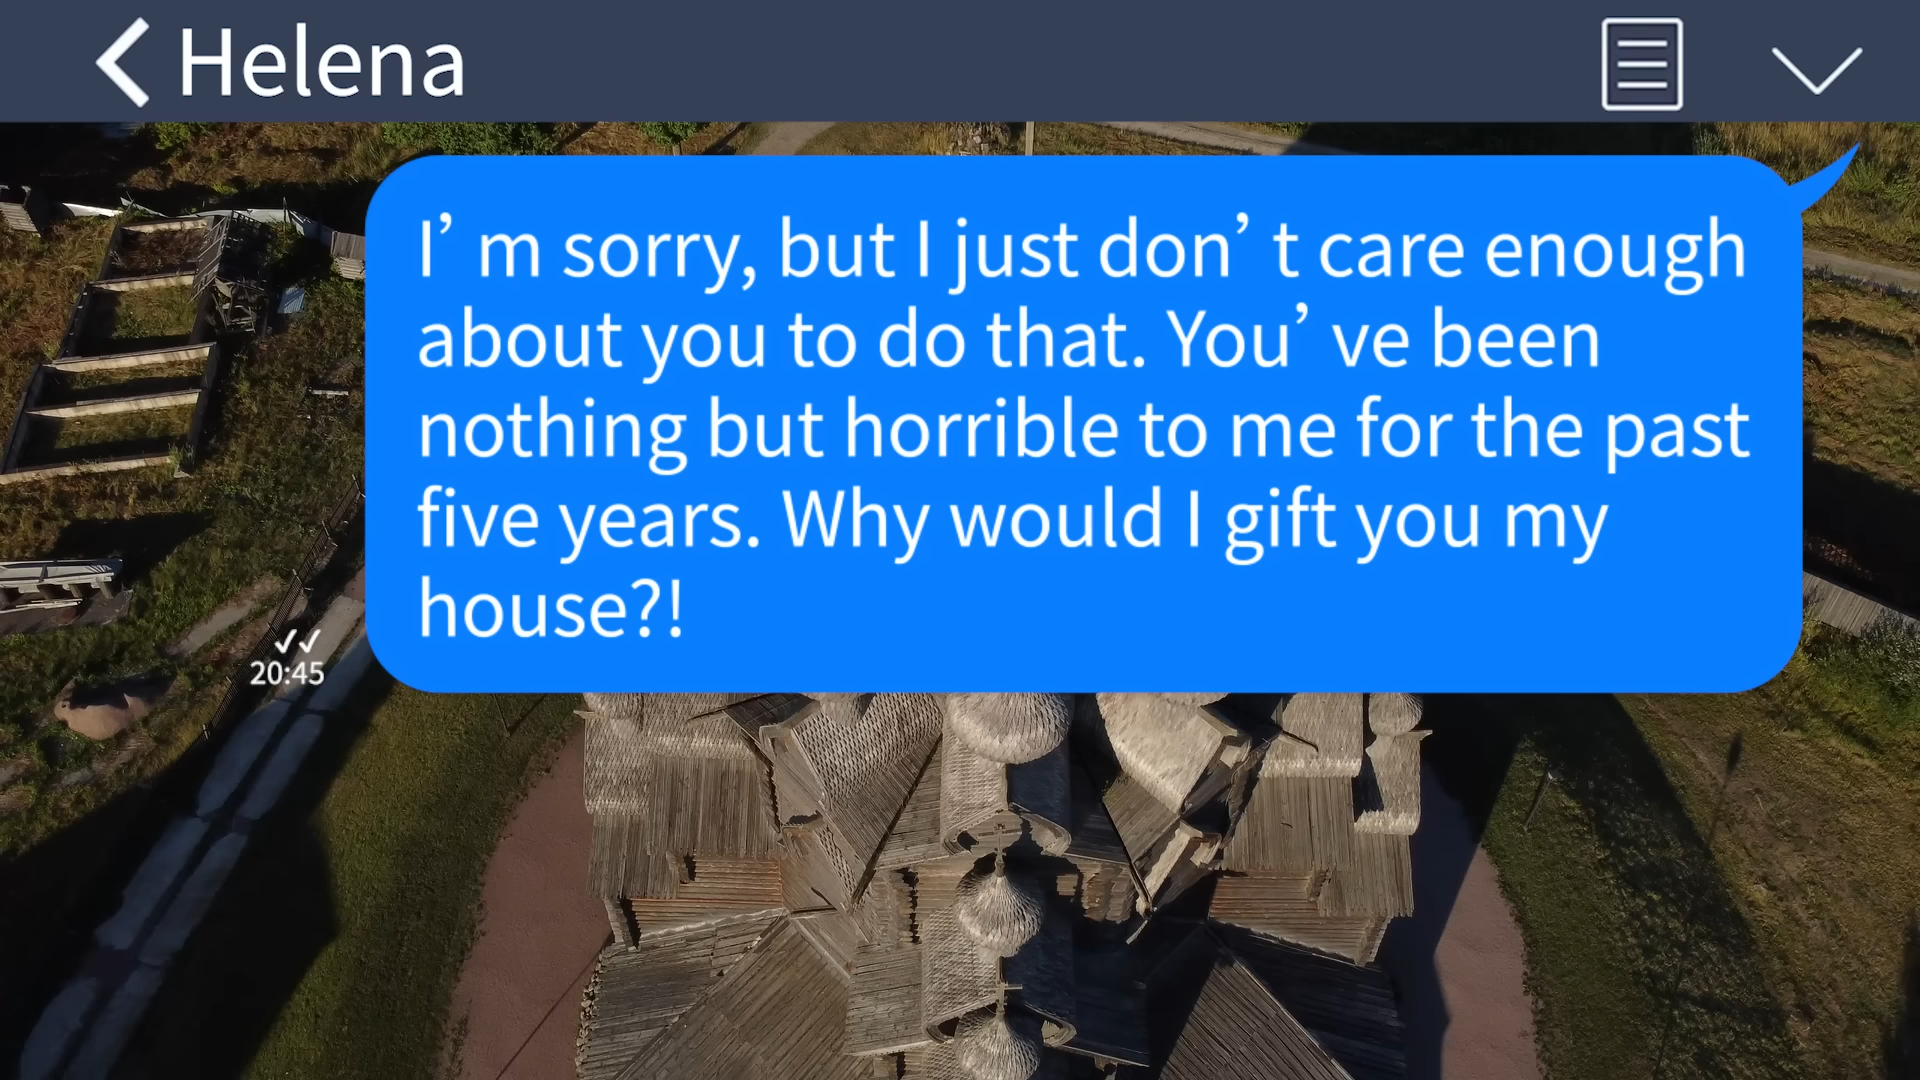 Helena
I’m sorry, but I just don’t care enough
about you to do that. You’ve been
nothing but horrible to me for the past
five years. Why would I gift you my
house?!
20:45